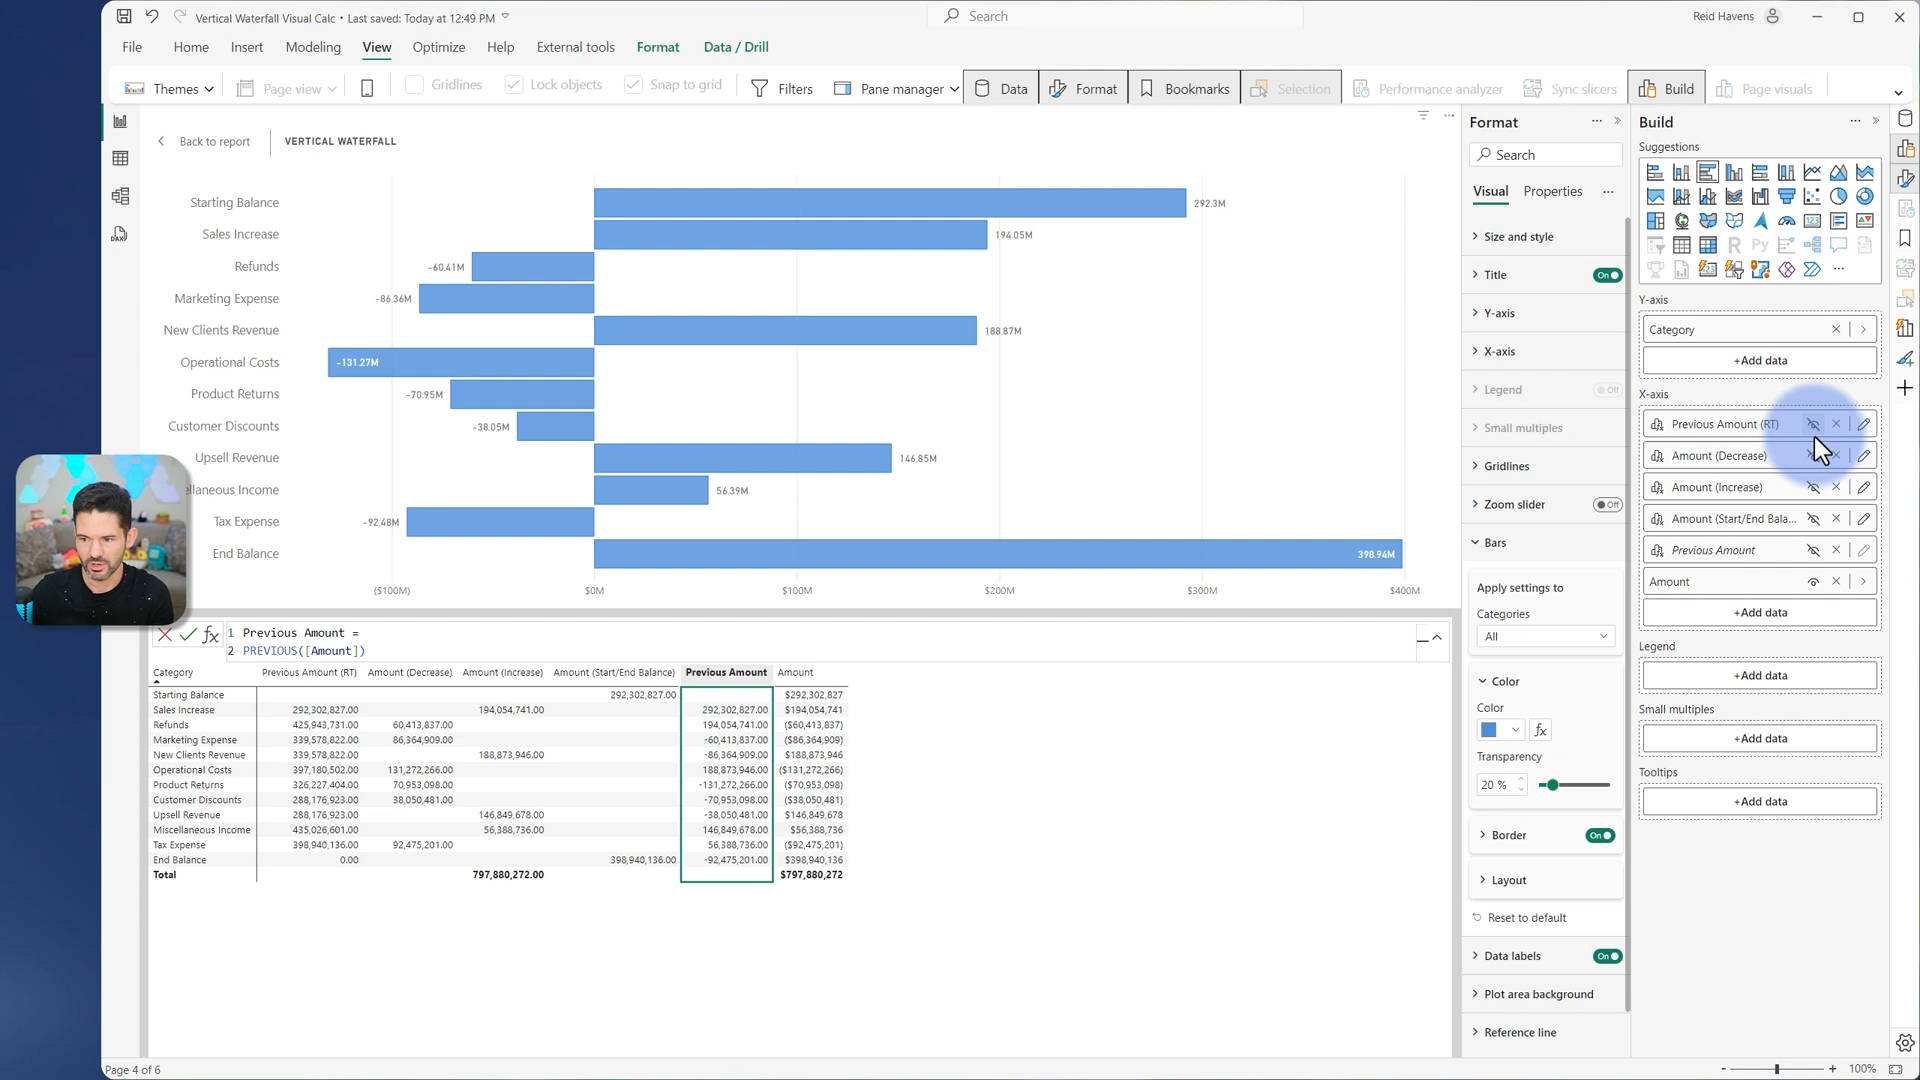 Vertical Waterfall Visual Calc • Last saved: Today at 12:49 PM
Search
Reid Havens
File
Home
Insert
Modeling
View
Optimize
Help
External tools
Format
Data / Drill
Themes
Page view
Gridlines
Lock objects
Snap to grid
Filters
Pane manager
Data
Format
Bookmarks
Selection
Performance analyzer
Sync slicers
Build
Page visuals
Back to report
VERTICAL WATERFALL
Starting Balance
292.3M
Sales Increase
194.05M
Refunds
-60.41M
Marketing Expense
-86.36M
New Clients Revenue
188.87M
Operational Costs
-131.27M
Product Returns
-70.95M
Customer Discounts
-38.05M
Upsell Revenue
146.85M
ellaneous Income
56.39M
Tax Expense
-92.48M
End Balance
398.94M
($100M) $0M $100M $200M $300M $400M
1 Previous Amount =
2 PREVIOUS([Amount])
Category Previous Amount (RT) Amount (Decrease) Amount (Increase) Amount (Start/End Balance) Previous Amount Amount
Starting Balance 292,302,827.00 $292,302,827
Sales Increase 292,302,827.00 194,054,741.00 292,302,827.00 $194,054,741
Refunds 425,943,731.00 60,413,837.00 194,054,741.00 ($60,413,837)
Marketing Expense 339,578,822.00 86,364,909.00 -60,413,837.00 ($86,364,909)
New Clients Revenue 339,578,822.00 188,873,946.00 -86,364,909.00 $188,873,946
Operational Costs 397,180,502.00 131,272,266.00 188,873,946.00 ($131,272,266)
Product Returns 326,227,404.00 70,953,098.00 -131,272,266.00 ($70,953,098)
Customer Discounts 288,176,923.00 38,050,481.00 -70,953,098.00 ($38,050,481)
Upsell Revenue 288,176,923.00 146,849,678.00 -38,050,481.00 $146,849,678
Miscellaneous Income 435,026,601.00 56,388,736.00 146,849,678.00 $56,388,736
Tax Expense 398,940,136.00 92,475,201.00 56,388,736.00 ($92,475,201)
End Balance 0.00 398,940,136.00 -92,475,201.00 $398,940,136
Total 797,880,272.00 $797,880,272
Page 4 of 6
Format
Search
Visual
Properties
Size and style
Title
On
Y-axis
X-axis
Legend
Off
Small multiples
Gridlines
Zoom slider
Off
Bars
Apply settings to
Categories
All
Color
Color
fx
Transparency
20 %
Border
On
Layout
Reset to default
Data labels
On
Plot area background
Reference line
Build
Suggestions
R
Py
123
Y-axis
Category
+Add data
X-axis
Previous Amount (RT)
Amount (Decrease)
Amount (Increase)
Amount (Start/End Bala...
Previous Amount
Amount
+Add data
Legend
+Add data
Small multiples
+Add data
Tooltips
+Add data
100%